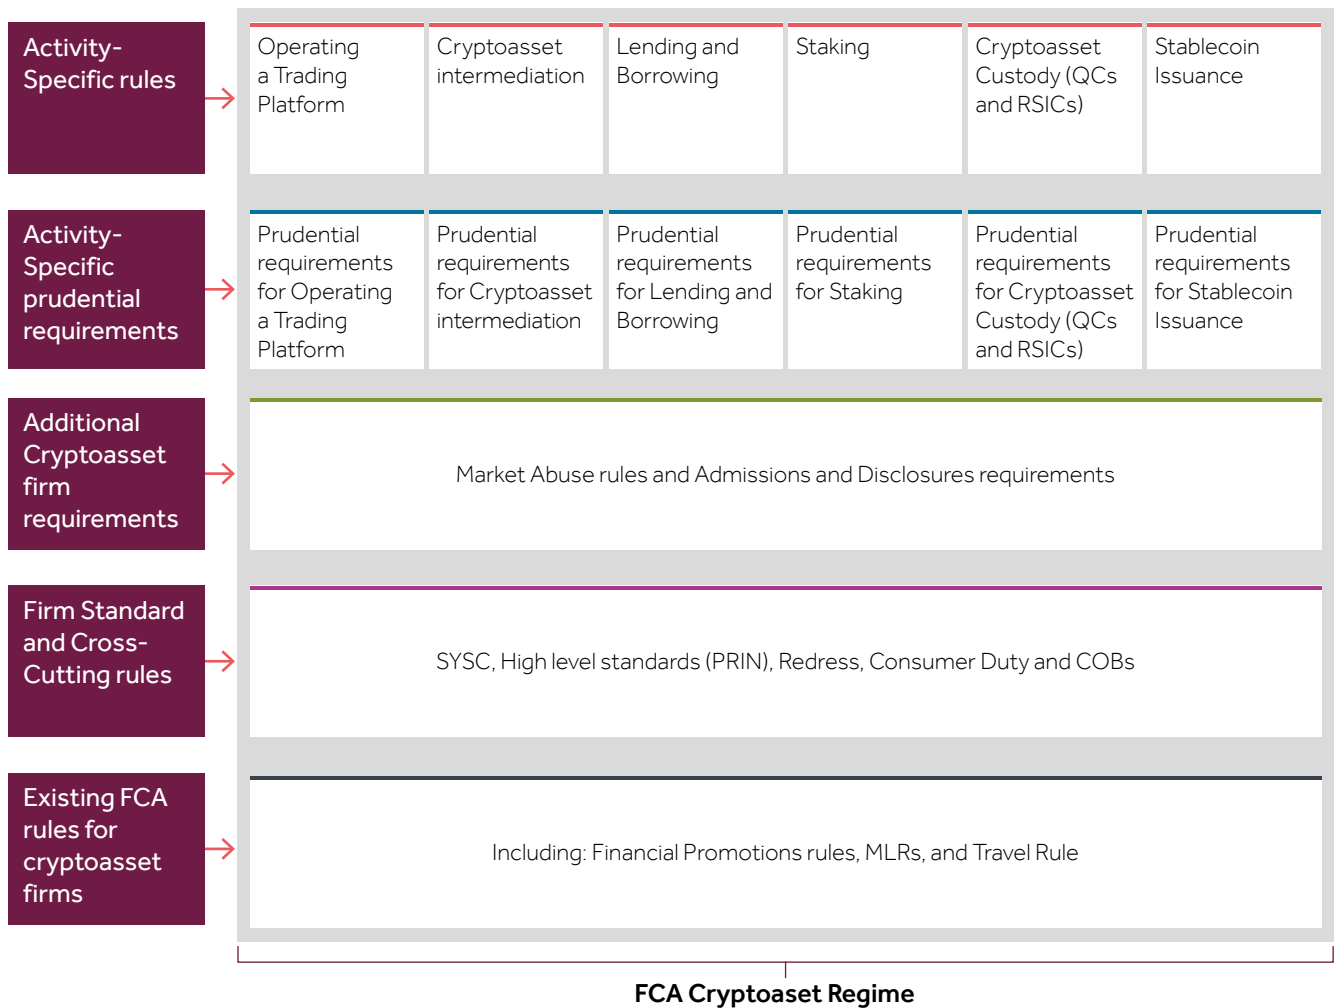 Activity-
Specific rules
Operating
a Trading
Platform
Cryptoasset
intermediation
Lending and
Borrowing
Staking
Cryptoasset
Custody (QCs
and RSICs)
Stablecoin
Issuance
Activity-
Specific
prudential
requirements
Prudential
requirements
for Operating
a Trading
Platform
Prudential
requirements
for Cryptoasset
intermediation
Prudential
requirements
for Lending and
Borrowing
Prudential
requirements
for Staking
Prudential
requirements
for Cryptoasset
Custody (QCs
and RSICs)
Prudential
requirements
for Stablecoin
Issuance
Additional
Cryptoasset
firm
requirements
Market Abuse rules and Admissions and Disclosures requirements
Firm Standard
and Cross-
Cutting rules
SYSC, High level standards (PRIN), Redress, Consumer Duty and COBs
Existing FCA
rules for
cryptoasset
firms
Including: Financial Promotions rules, MLRs, and Travel Rule
FCA Cryptoaset Regime